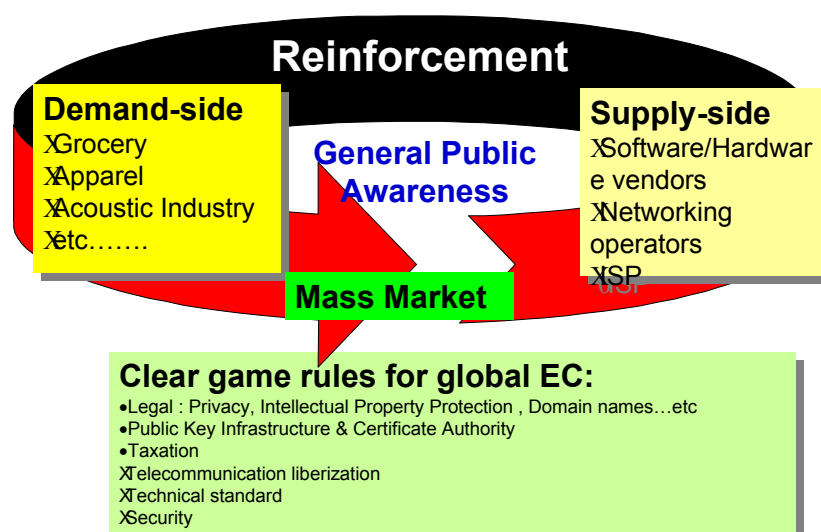 Reinforcement
Demand-side
XGrocery
XApparel
XAcoustic Industry
Xetc…….
General Public
Awareness
Supply-side
XSoftware/Hardwar
e vendors
XNetworking
operators
XISP
Mass Market
Clear game rules for global EC:
•Legal : Privacy, Intellectual Property Protection , Domain names…etc
•Public Key Infrastructure & Certificate Authority
•Taxation
XTelecommunication liberization
XTechnical standard
XSecurity